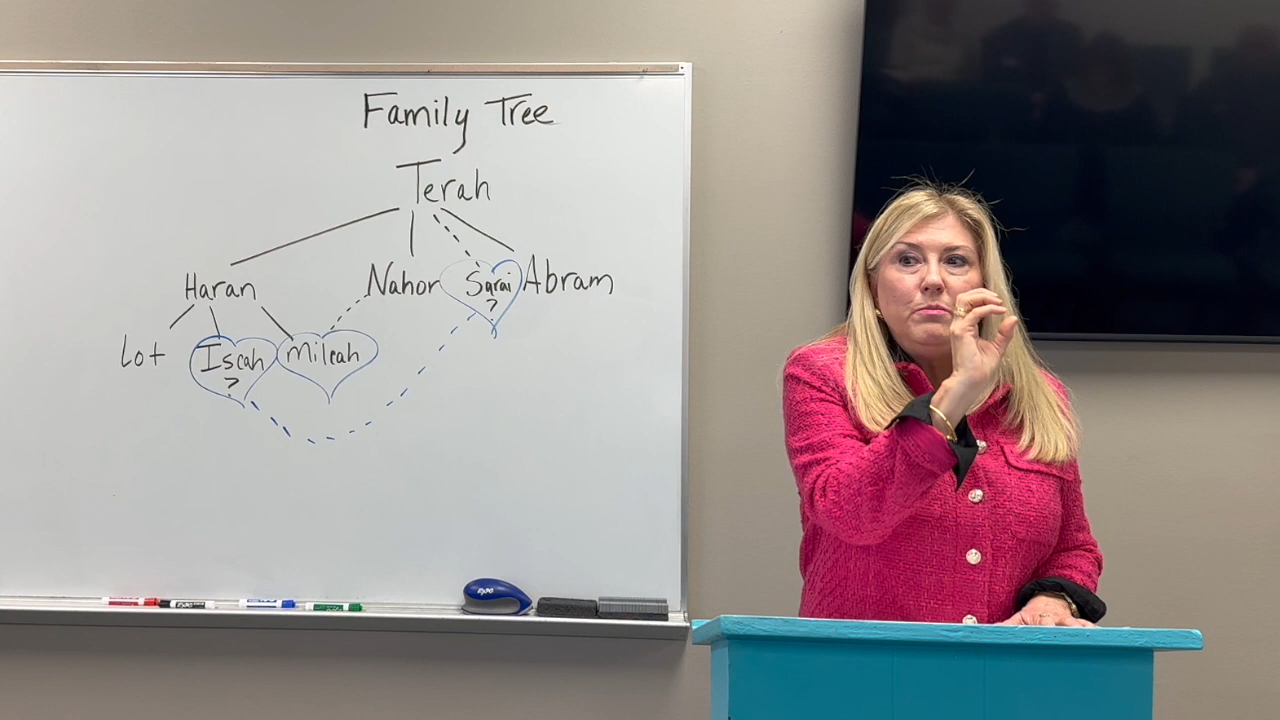 Family Tree
Terah
Haran Nahor Sarai ? Abram
Lot Iscah ? Milcah
EXPO